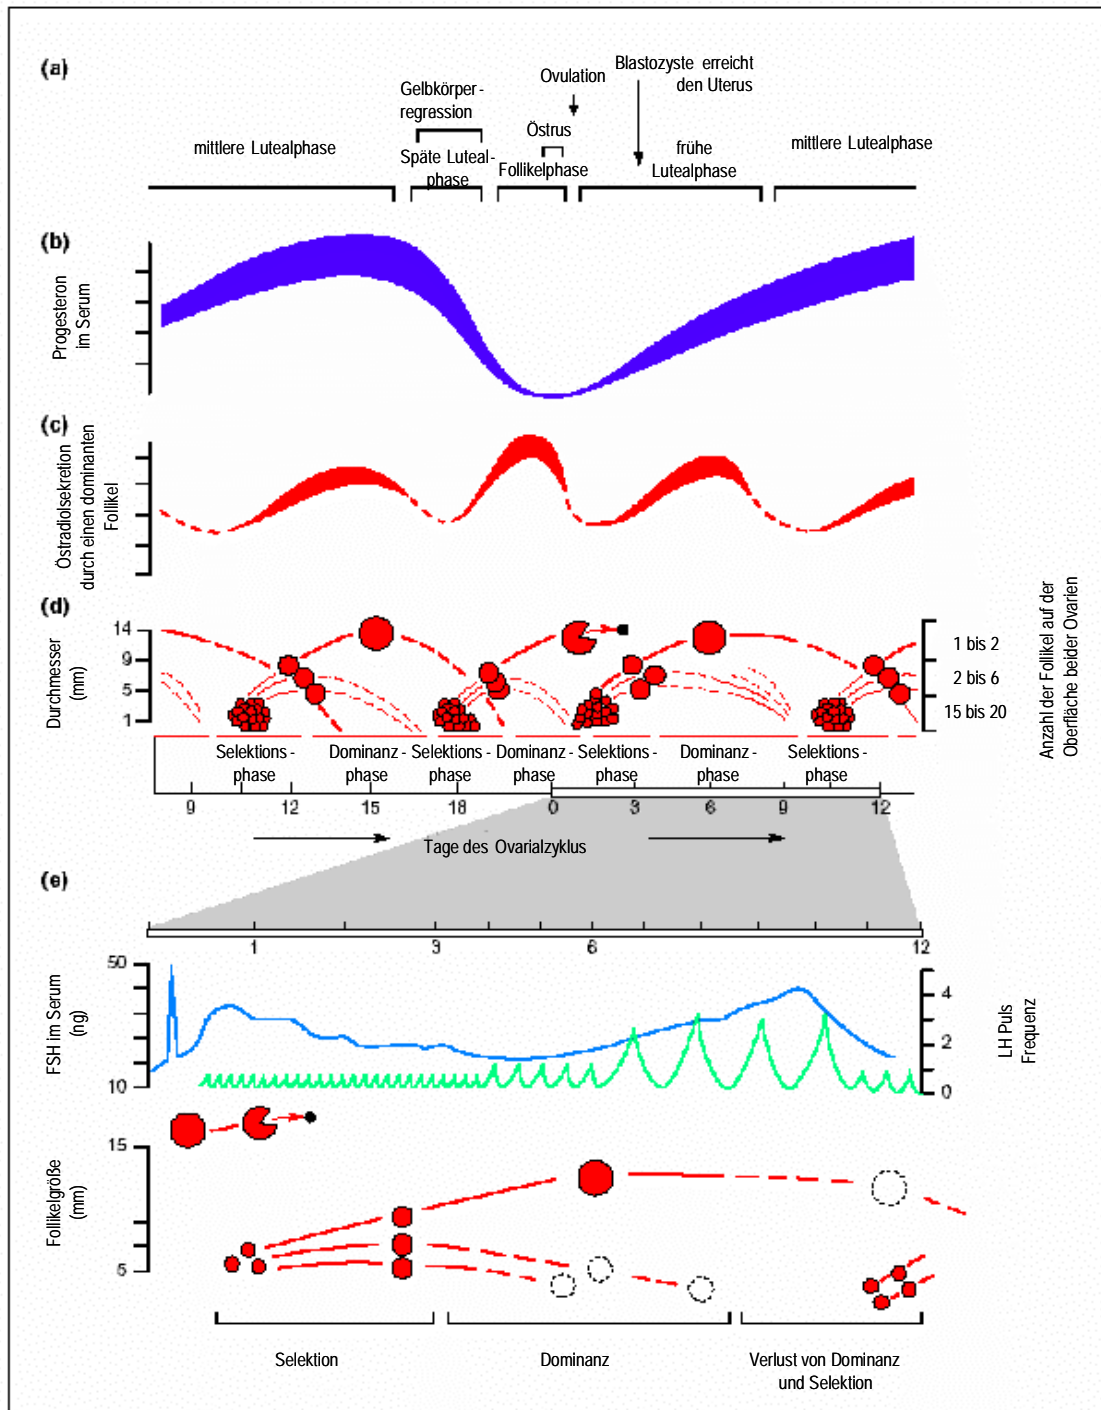 (a)
Blastozyste erreicht
den Uterus
Ovulation
Gelbkörper-
regrassion
Östrus
mittlere Lutealphase
Späte Luteal-
phase
Follikelphase
frühe
Lutealphase
mittlere Lutealphase
(b)
Progesteron
im Serum
(c)
Östradiolsekretion
durch einen dominanten
Follikel
(d)
Durchmesser
(mm)
14
9
5
1
1 bis 2
2 bis 6
15 bis 20
Anzahl der Follikel auf der
Oberfläche beider Ovarien
Selektions-
phase
Dominanz-
phase
Selektions-
phase
Dominanz-
phase
Selektions-
phase
Dominanz-
phase
Selektions-
phase
9 12 15 18 0 3 6 9 12
Tage des Ovarialzyklus
(e)
1 3 6 12
FSH im Serum
(ng)
50
10
4
2
0
LH Puls
Frequenz
Follikelgröße
(mm)
15
5
Selektion
Dominanz
Verlust von Dominanz
und Selektion